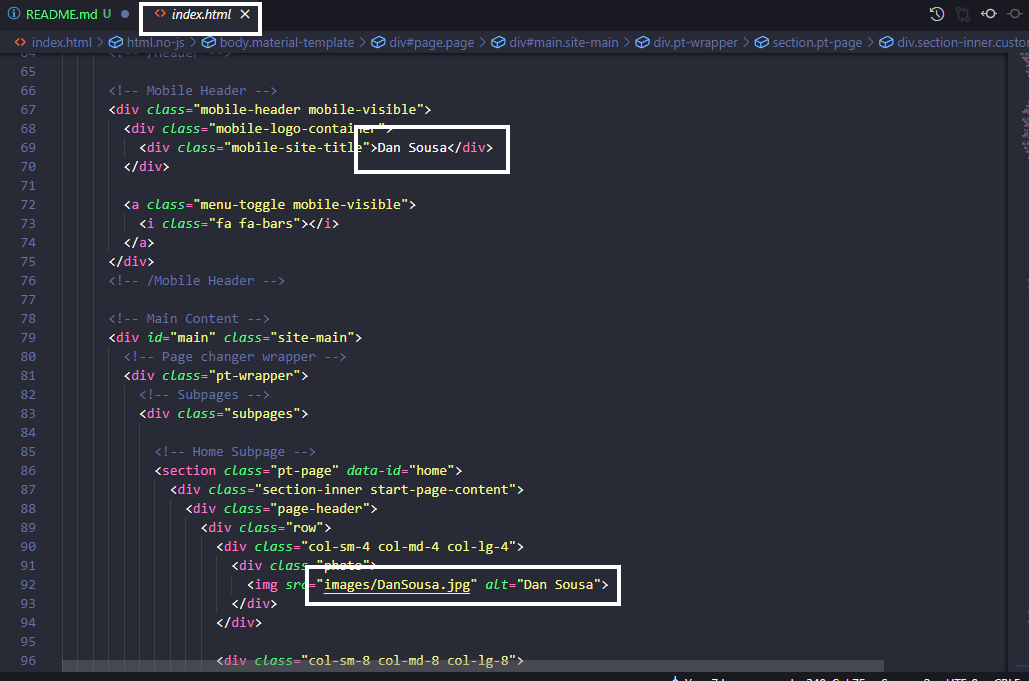 README.md U index.html
index.html > html.no-js > body.material-template > div#page.page > div#main.site-main > div.pt-wrapper > section.pt-page > div.section-inner.custo
64 <!-- /Header -->
65
66 <!-- Mobile Header -->
67 <div class="mobile-header mobile-visible">
68 <div class="mobile-logo-container">
69 <div class="mobile-site-title">Dan Sousa</div>
70 </div>
71
72 <a class="menu-toggle mobile-visible">
73 <i class="fa fa-bars"></i>
74 </a>
75 </div>
76 <!-- /Mobile Header -->
77
78 <!-- Main Content -->
79 <div id="main" class="site-main">
80 <!-- Page changer wrapper -->
81 <div class="pt-wrapper">
82 <!-- Subpages -->
83 <div class="subpages">
84
85 <!-- Home Subpage -->
86 <section class="pt-page" data-id="home">
87 <div class="section-inner start-page-content">
88 <div class="page-header">
89 <div class="row">
90 <div class="col-sm-4 col-md-4 col-lg-4">
91 <div class="photo">
92 <img src="images/DanSousa.jpg" alt="Dan Sousa">
93 </div>
94 </div>
95
96 <div class="col-sm-8 col-md-8 col-lg-8">